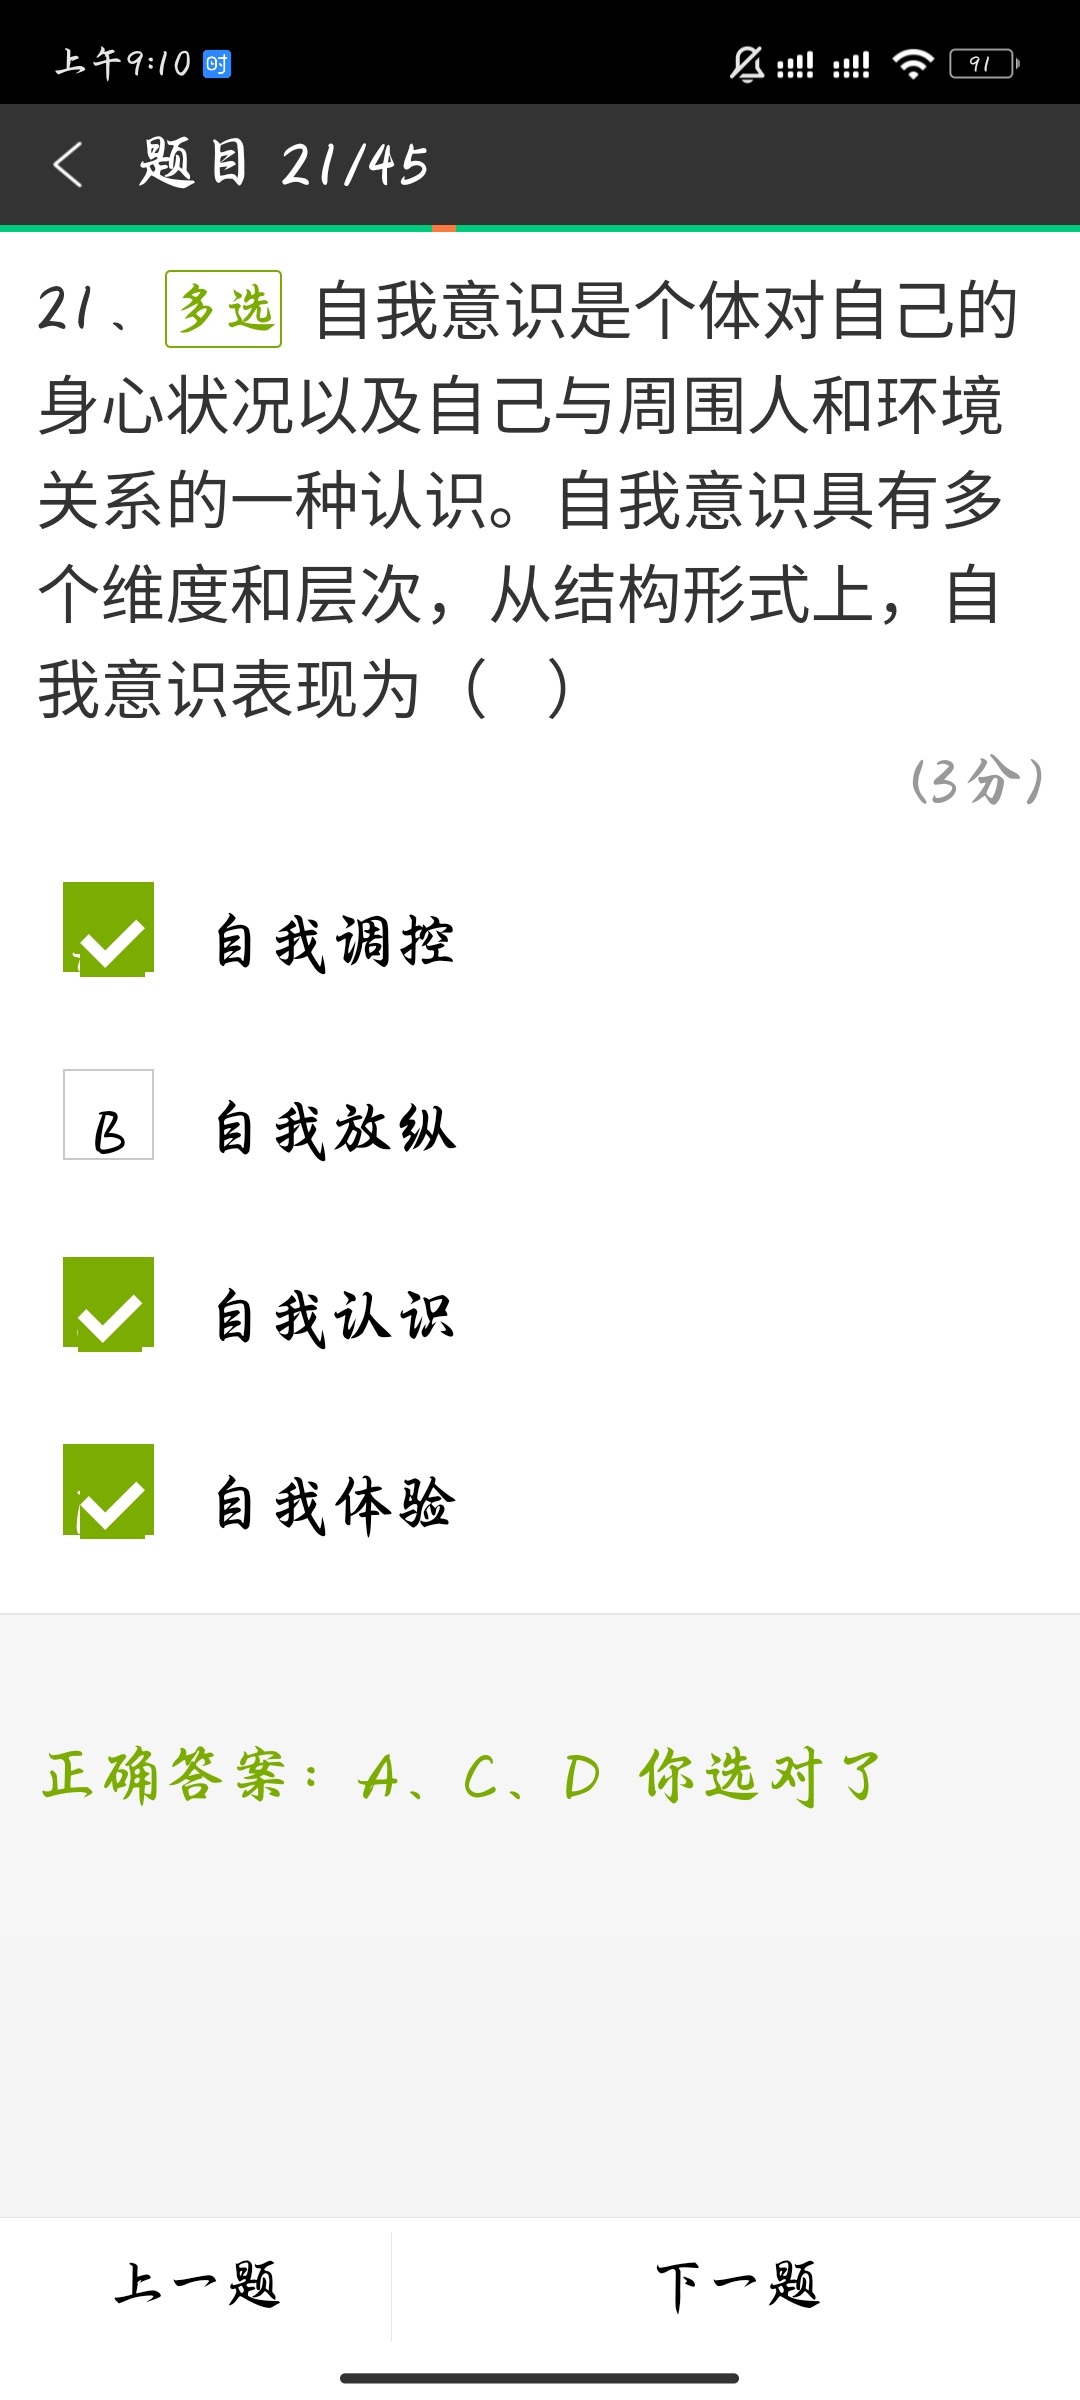 上午9:10 时 91
题目 21/45
21、 多选 自我意识是个体对自己的
身心状况以及自己与周围人和环境
关系的一种认识。自我意识具有多
个维度和层次，从结构形式上，自
我意识表现为（　）
(3分)
自我调控
B 自我放纵
自我认识
自我体验
正确答案：A、C、D 你选对了
上一题 下一题